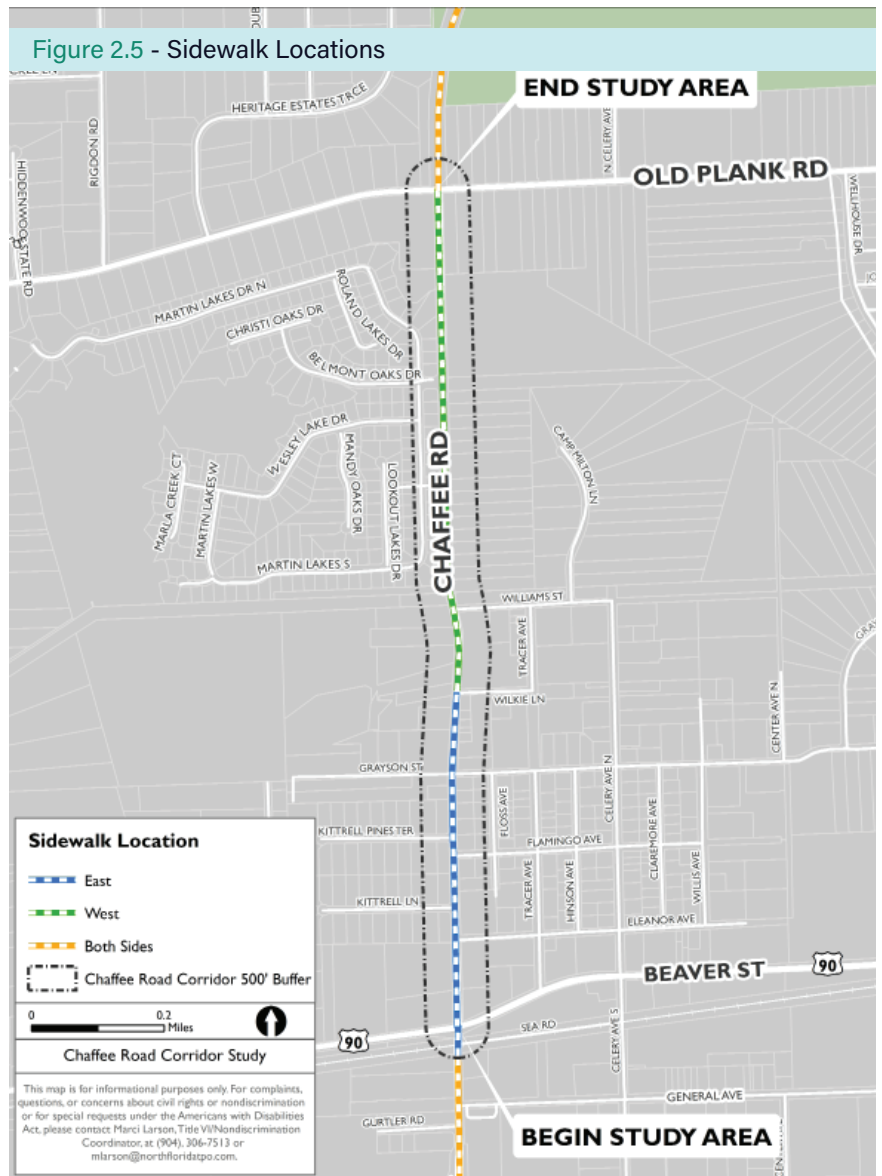 DUB
Figure 2.5 - Sidewalk Locations
END STUDY AREA
HERITAGE ESTATES TRCE
RIGDON RD
N CELERY AVE
OLD PLANK RD
HIDDENWOC
ESTATE RD
WELLHOUSE DR
MARTIN LAKES DR N
ROLAND LAKES DR
CHRISTI OAKS DR
BELMONT OAKS DR
WESLEY LAKE DR
CHAFFEE RD
CAMP MILTON LN
MANDY OAKS DR
LOOKOUT LAKES DR
MARLA CREEK CT
MARTIN LAKES W
MARTIN LAKES S
WILLIAMS ST
TRACER AVE
GRAY
WILKIE LN
CENTER AVE N
GRAYSON ST
CELERY AVE N
FLOSS AVE
CLAREMORE AVE
KITTRELL PINES TER
FLAMINGO AVE
TRACER AVE
HINSON AVE
WILLIS AVE
KITTRELL LN
ELEANOR AVE
BEAVER ST
90
90
SEA RD
CELERY AVE S
GENERAL AVE
GURTLER RD
BEGIN STUDY AREA
Sidewalk Location
East
West
Both Sides
Chaffee Road Corridor 500' Buffer
0 0.2
Miles
Chaffee Road Corridor Study
This map is for informational purposes only. For complaints,
questions, or concerns about civil rights or nondiscrimination
or for special requests under the Americans with Disabilities
Act, please contact Marci Larson, Title VI/Nondiscrimination
Coordinator, at (904). 306-7513 or
mlarson@northfloridatpo.com.